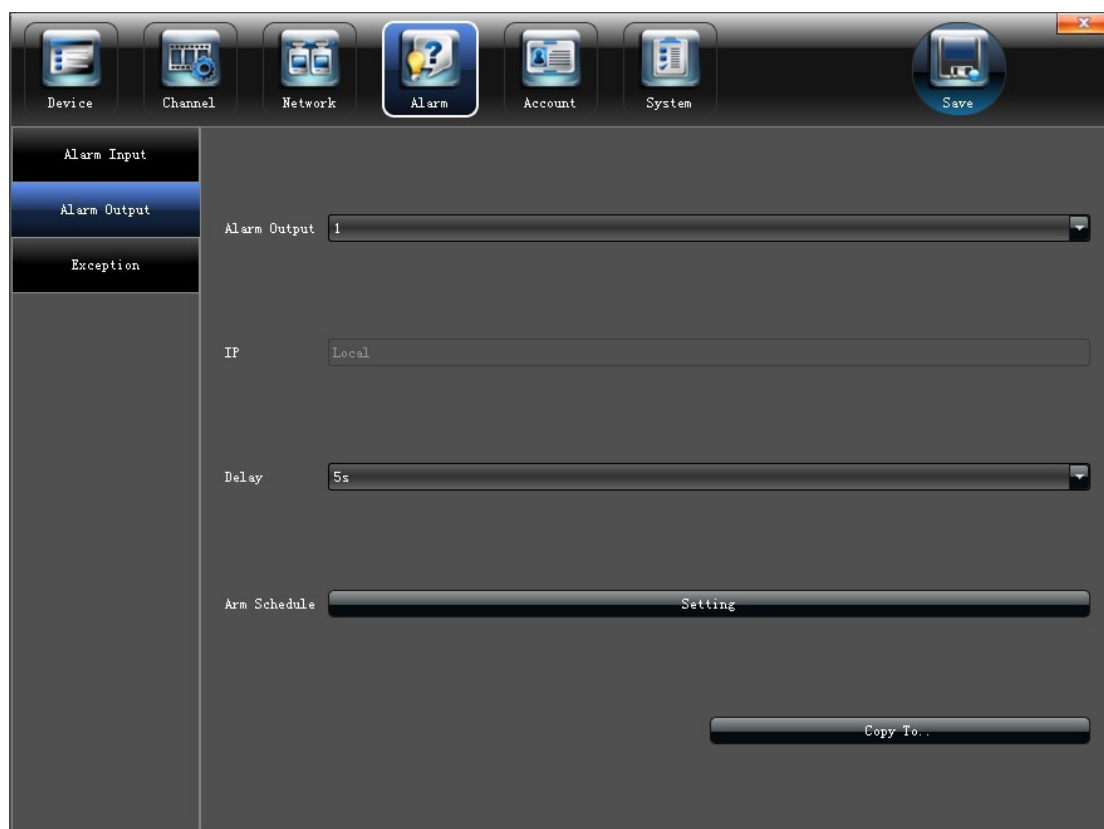 Device Channel Network Alarm Account System Save
Alarm Input
Alarm Output
Exception
Alarm Output 1
IP Local
Delay 5s
Arm Schedule Setting
Copy To..